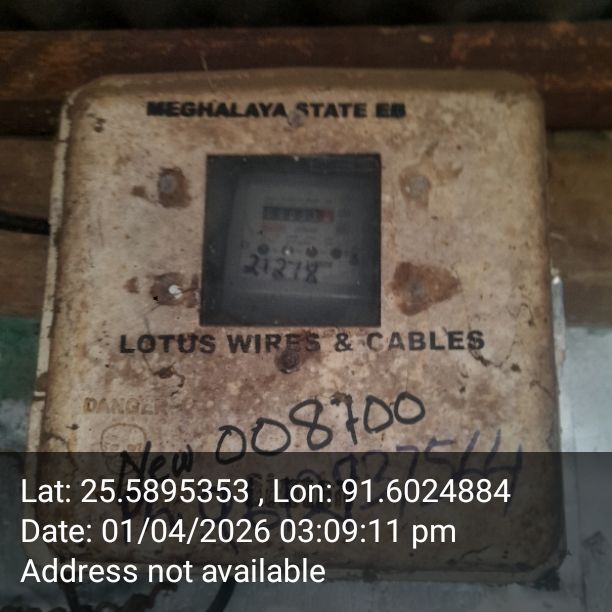 MEGHALAYA STATE EB
21278
LOTUS WIRES & CABLES
DANGER
New 008700
Lat: 25.5895353 , Lon: 91.6024884
Date: 01/04/2026 03:09:11 pm
Address not available